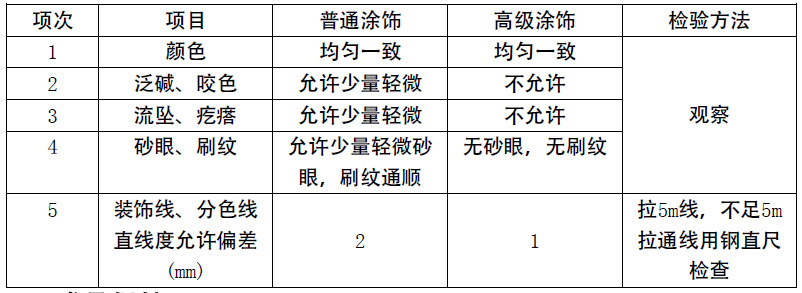 项次 项目 普通涂饰 高级涂饰 检验方法
1 颜色 均匀一致 均匀一致 观察
2 泛碱、咬色 允许少量轻微 不允许
3 流坠、疙瘩 允许少量轻微 不允许
4 砂眼、刷纹 允许少量轻微砂眼，刷纹通顺 无砂眼，无刷纹
5 装饰线、分色线直线度允许偏差(mm) 2 1 拉5m线，不足5m拉通线用钢直尺检查